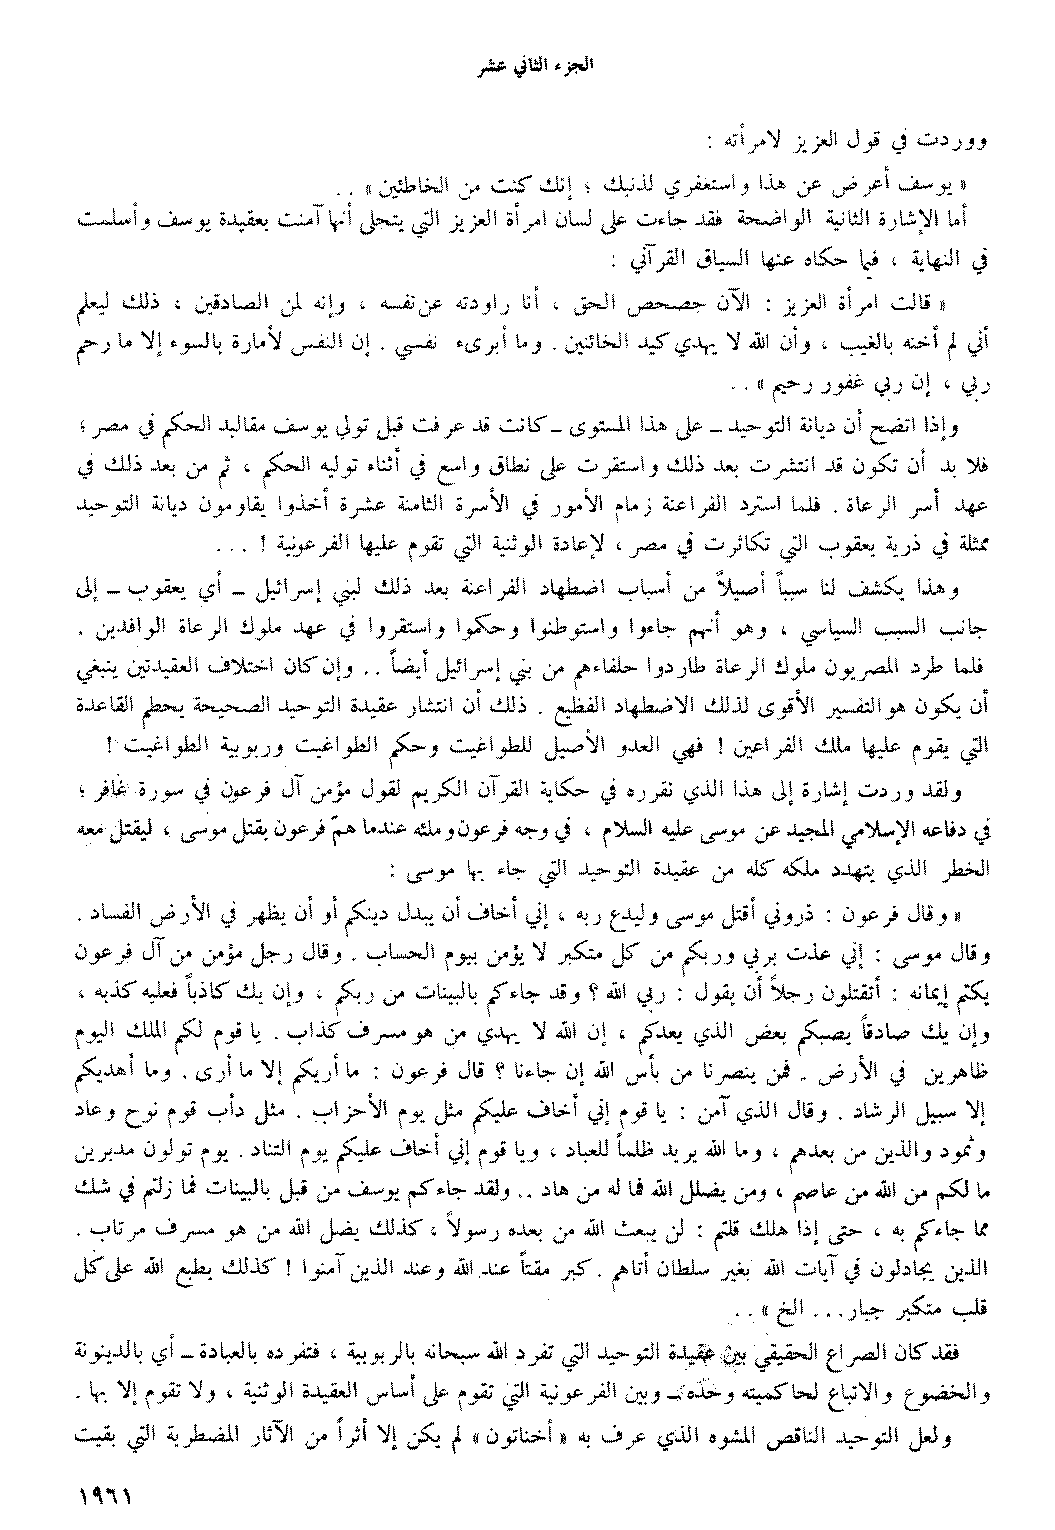 الجزء الثاني عشر
ووردت في قول العزيز لامرأته :
« يوسف أعرض عن هذا واستغفري لذنبك ؛ إنك كنت من الخاطئين » . .
أما الإشارة الثانية الواضحة فقد جاءت على لسان امرأة العزيز التي يتجلى أنها آمنت بعقيدة يوسف وأسلمت
في النهاية ، فيما حكاه عنها السياق القرآني :
« قالت امرأة العزيز : الآن حصحص الحق ، أنا راودته عن نفسه ، وإنه لمن الصادقين ، ذلك ليعلم
أني لم أخنه بالغيب ، وأن الله لا يهدي كيد الخائنين . وما أبرىء نفسي . إن النفس لأمارة بالسوء إلا ما رحم
ربي ، إن ربي غفور رحيم » . .
وإذا اتضح أن ديانة التوحيد – على هذا المستوى – كانت قد عرفت قبل تولي يوسف مقاليد الحكم في مصر ؛
فلا بد أن تكون قد انتشرت بعد ذلك واستقرت على نطاق واسع في أثناء توليه الحكم ، ثم من بعد ذلك في
عهد أسر الرعاة . فلما استرد الفراعنة زمام الأمور في الأسرة الثامنة عشرة أخذوا يقاومون ديانة التوحيد
ممثلة في ذرية يعقوب التي تكاثرت في مصر ، لإعادة الوثنية التي تقوم عليها الفرعونية ! . . .
وهذا يكشف لنا سبباً أصيلاً من أسباب اضطهاد الفراعنة بعد ذلك لبني إسرائيل – أي يعقوب – إلى
جانب السبب السياسي ، وهو أنهم جاءوا واستوطنوا وحكموا واستقروا في عهد ملوك الرعاة الوافدين .
فلما طرد المصريون ملوك الرعاة طاردوا حلفاءهم من بني إسرائيل أيضاً . . وإن كان اختلاف العقيدتين ينبغي
أن يكون هو التفسير الأقوى لذلك الاضطهاد الفظيع . ذلك أن انتشار عقيدة التوحيد الصحيحة يحطم القاعدة
التي يقوم عليها ملك الفراعين ! فهي العدو الأصيل للطواغيت وحكم الطواغيت وربوبية الطواغيت !
ولقد وردت إشارة إلى هذا الذي نقرره في حكاية القرآن الكريم لقول مؤمن آل فرعون في سورة غافر ؛
في دفاعه الإسلامي المجيد عن موسى عليه السلام ، في وجه فرعون وملئه عندما همّ فرعون بقتل موسى ، ليقتل معه
الخطر الذي يتهدد ملكه كله من عقيدة التوحيد التي جاء بها موسى :
« وقال فرعون : ذروني أقتل موسى وليدع ربه ، إني أخاف أن يبدل دينكم أو أن يظهر في الأرض الفساد .
وقال موسى : إني عذت بربي وربكم من كل متكبر لا يؤمن بيوم الحساب . وقال رجل مؤمن من آل فرعون
يكتم إيمانه : أتقتلون رجلاً أن يقول : ربي الله ؟ وقد جاءكم بالبينات من ربكم ، وإن يك كاذباً فعليه كذبه ،
وإن يك صادقاً يصبكم بعض الذي يعدكم ، إن الله لا يهدي من هو مسرف كذاب . يا قوم لكم الملك اليوم
ظاهرين في الأرض . فمن ينصرنا من بأس الله إن جاءنا ؟ قال فرعون : ما أريكم إلا ما أرى . وما أهديكم
إلا سبيل الرشاد . وقال الذي آمن : يا قوم إني أخاف عليكم مثل يوم الأحزاب . مثل دأب قوم نوح وعاد
وثمود والذين من بعدهم ، وما الله يريد ظلماً للعباد ، ويا قوم إني أخاف عليكم يوم التناد . يوم تولون مدبرين
ما لكم من الله من عاصم ، ومن يضلل الله فما له من هاد . . ولقد جاءكم يوسف من قبل بالبينات فما زلتم في شك
مما جاءكم به ، حتى إذا هلك قلتم : لن يبعث الله من بعده رسولاً ، كذلك يضل الله من هو مسرف مرتاب .
الذين يجادلون في آيات الله بغير سلطان أتاهم . كبر مقتاً عند الله وعند الذين آمنوا ! كذلك يطبع الله على كل
قلب متكبر جبار . . . الخ » . .
فقد كان الصراع الحقيقي بين عقيدة التوحيد التي تفرد الله سبحانه بالربوبية ، فتفرده بالعبادة – أي بالدينونة
والخضوع والاتباع لحاكميته وحده – وبين الفرعونية التي تقوم على أساس العقيدة الوثنية ، ولا تقوم إلا بها .
ولعل التوحيد الناقص المشوه الذي عرف به « أخناتون » لم يكن إلا أثراً من الآثار المضطربة التي بقيت
١٩٦١